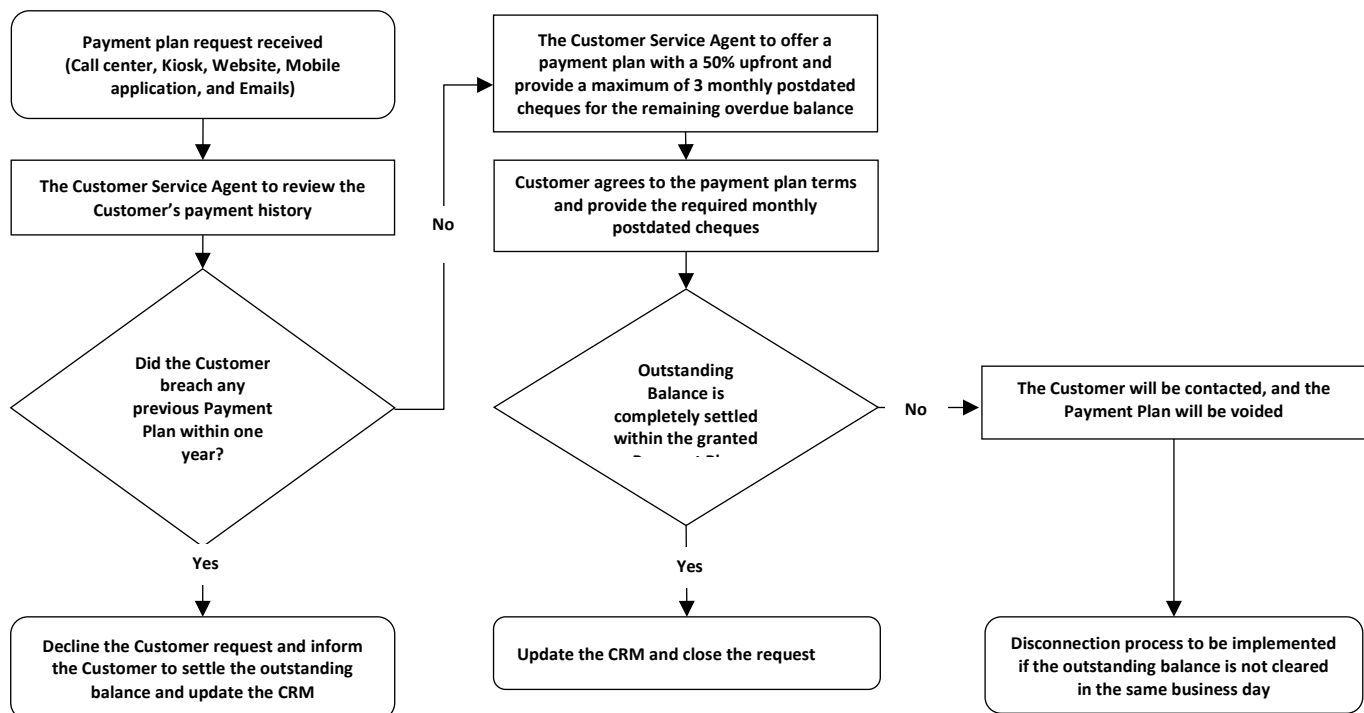 Payment plan request received
(Call center, Kiosk, Website, Mobile
application, and Emails)
The Customer Service Agent to review the
Customer's payment history
Did the Customer
breach any
previous Payment
Plan within one
year?
Yes
Decline the Customer request and inform
the Customer to settle the outstanding
balance and update the CRM
No
The Customer Service Agent to offer a
payment plan with a 50% upfront and
provide a maximum of 3 monthly postdated
cheques for the remaining overdue balance
Customer agrees to the payment plan terms
and provide the required monthly
postdated cheques
Outstanding
Balance is
completely settled
within the granted
Yes
Update the CRM and close the request
No
The Customer will be contacted, and the
Payment Plan will be voided
Disconnection process to be implemented
if the outstanding balance is not cleared
in the same business day